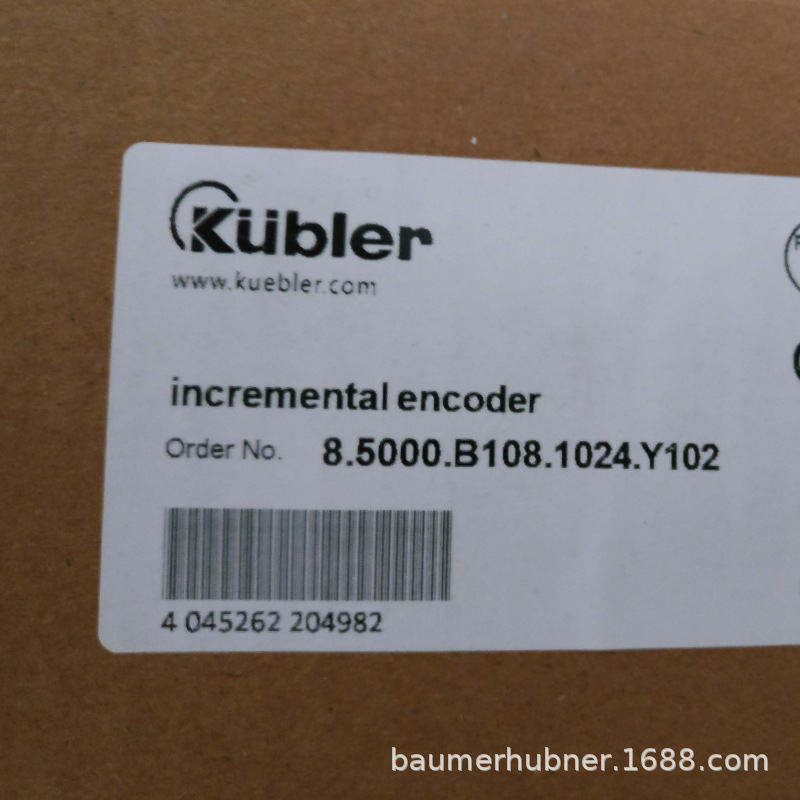 Kübler
www.kuebler.com
incremental encoder
Order No. 8.5000.B108.1024.Y102
4 045262 204982
baumerhubner.1688.com